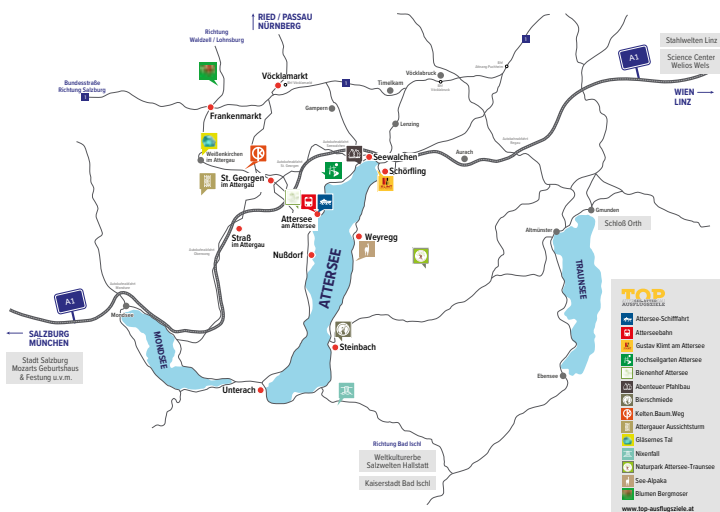 RIED / PASSAU
NÜRNBERG
Richtung
Waldzell / Lohnsburg
Bundesstraße
Richtung Salzburg
1
1
1
Vöcklamarkt
Frankenmarkt
Timelkam
Vöcklabruck
Gampern
Lenzing
Stahlwelten Linz
Science Center
Welios Wels
A1
WIEN
LINZ
Weißenkirchen
im Attergau
St. Georgen
im Attergau
Seewalchen
Schörfling
KLIMT
Aurach
Attersee
am Attersee
Straß
im Attergau
Nußdorf
Weyregg
ATTERSEE
Gmunden
Schloß Orth
Altmünster
TRAUNSEE
Ebensee
A1
SALZBURG
MÜNCHEN
Stadt Salzburg
Mozarts Geburtshaus
& Festung u.v.m.
Mondsee
MONDSEE
Steinbach
Unterach
Richtung Bad Ischl
Weltkulturerbe
Salzwelten Hallstatt
Kaiserstadt Bad Ischl
TOP
AUSFLUGSZIELE
Attersee-Schifffahrt
Atterseebahn
Gustav Klimt am Attersee
Hochseilgarten Attersee
Bienenhof Attersee
Abenteuer Pfahlbau
Bierschmiede
Kelten.Baum.Weg
Attergauer Aussichtsturm
Gläsernes Tal
Nixenfall
Naturpark Attersee-Traunsee
See-Alpaka
Blumen Bergmoser
www.top-ausflugsziele.at